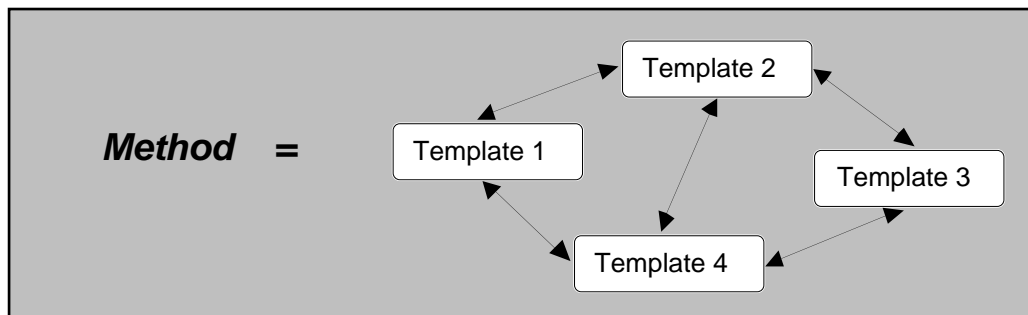 Template 2
Method =
Template 1
Template 3
Template 4